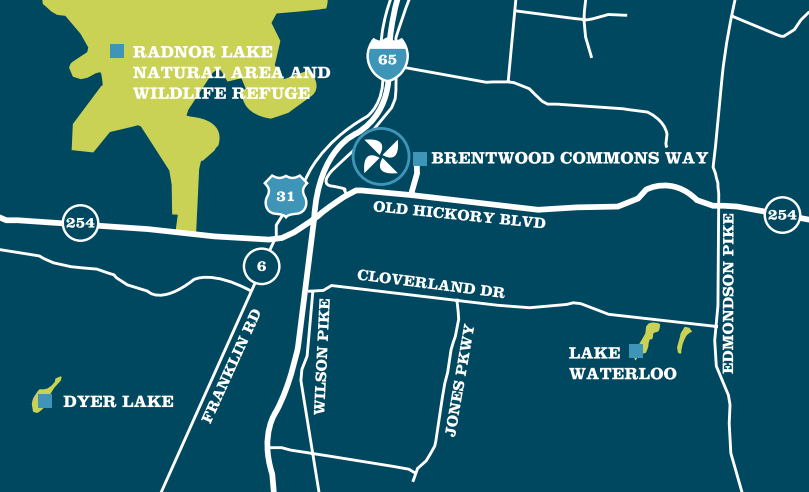 RADNOR LAKE
NATURAL AREA AND
WILDLIFE REFUGE
65
BRENTWOOD COMMONS WAY
31
OLD HICKORY BLVD
254
254
6
CLOVERLAND DR
EDMONDSON PIKE
WILSON PIKE
FRANKLIN RD
JONES PKWY
LAKE
WATERLOO
DYER LAKE